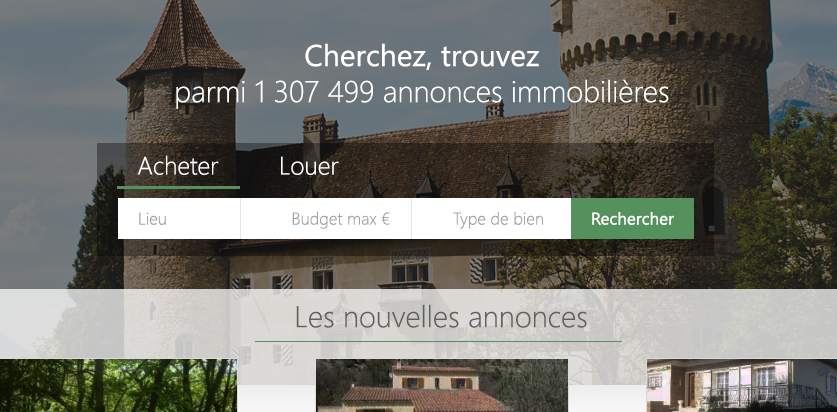 Cherchez, trouvez
parmi 1 307 499 annonces immobilières
Acheter Louer
Lieu Budget max € Type de bien Rechercher
Les nouvelles annonces